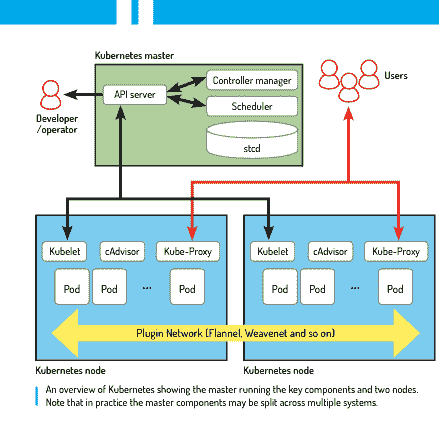 Kubernetes master
API server
Controller manager
Scheduler
stcd
Developer
/operator
Users
Kubelet
cAdvisor
Kube-Proxy
Pod
Pod
...
Pod
Kubelet
cAdvisor
Kube-Proxy
Pod
Pod
...
Pod
Plugin Network (Flannel, Weavenet and so on)
Kubernetes node
Kubernetes node
An overview of Kubernetes showing the master running the key components and two nodes.
Note that in practice the master components may be split across multiple systems.